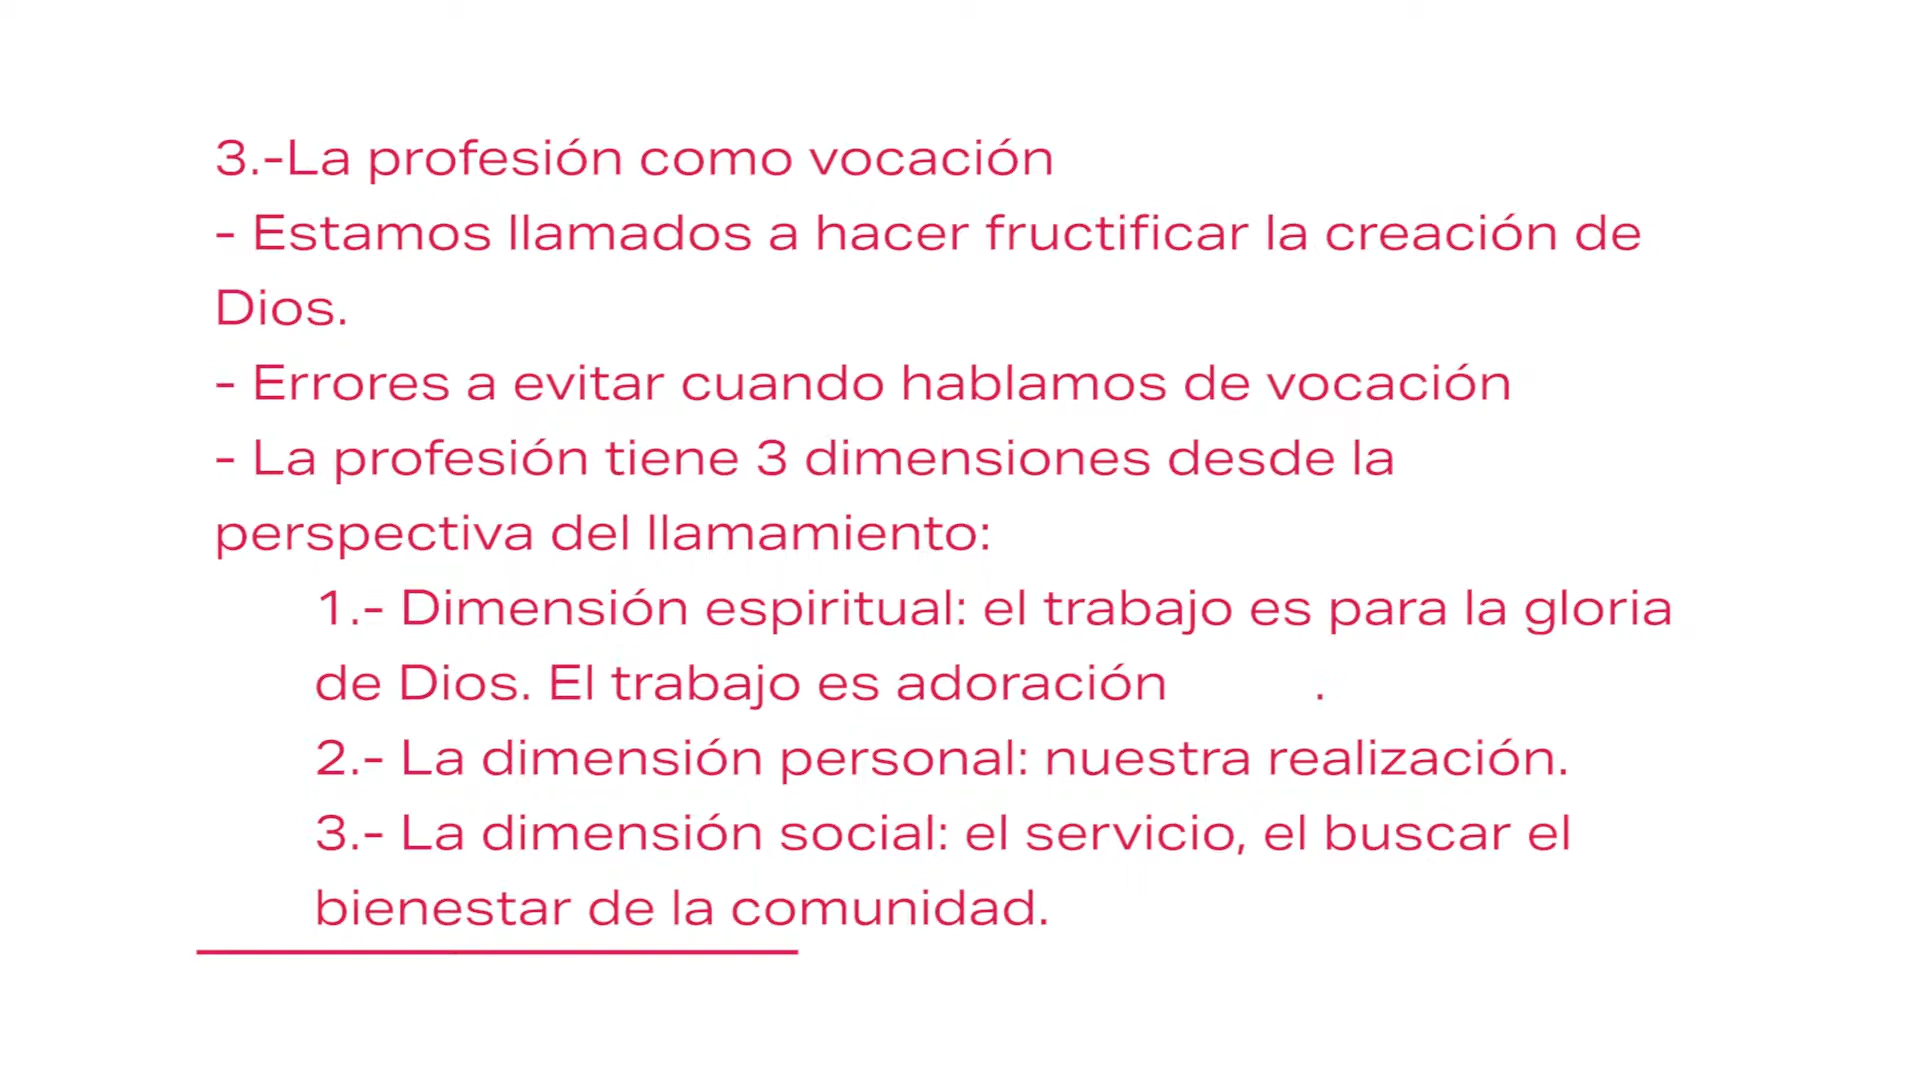 3.-La profesión como vocación
- Estamos llamados a hacer fructificar la creación de
Dios.
- Errores a evitar cuando hablamos de vocación
- La profesión tiene 3 dimensiones desde la
perspectiva del llamamiento:
1.- Dimensión espiritual: el trabajo es para la gloria
de Dios. El trabajo es adoración .
2.- La dimensión personal: nuestra realización.
3.- La dimensión social: el servicio, el buscar el
bienestar de la comunidad.